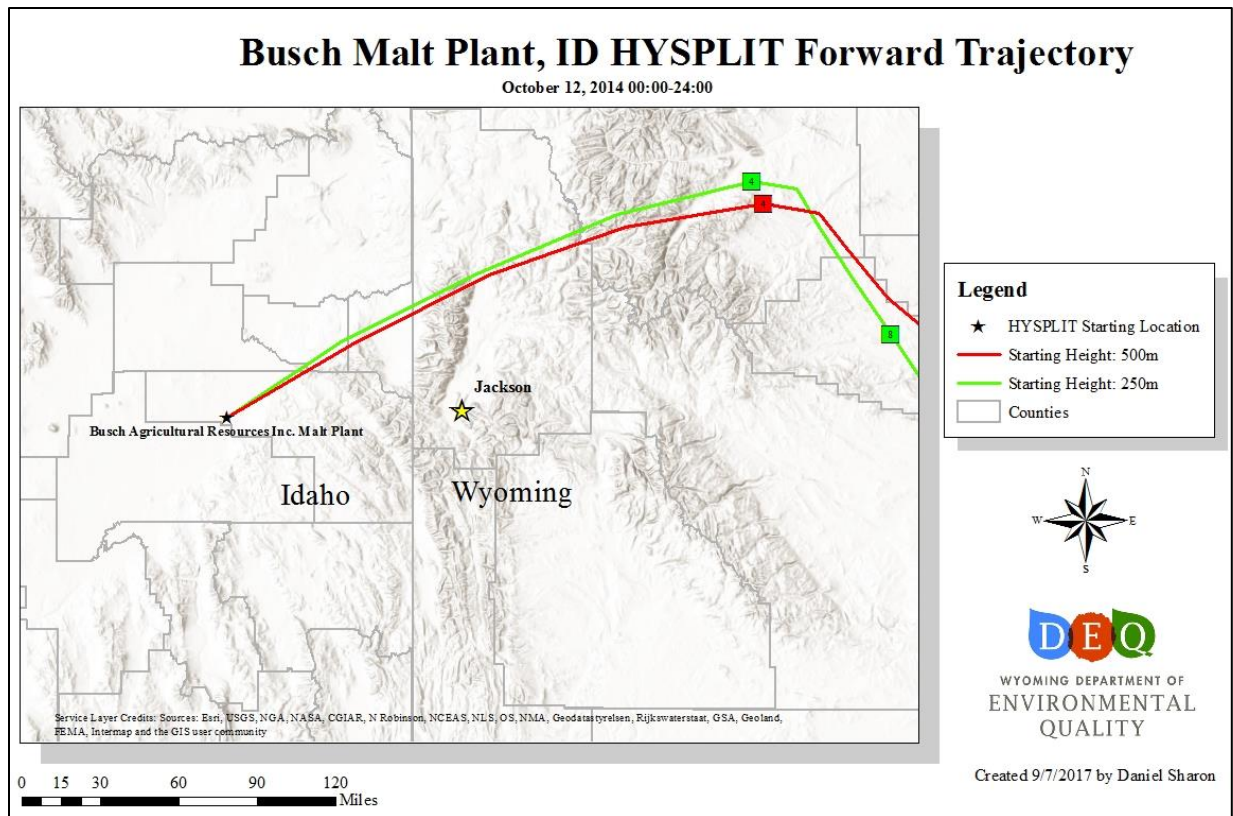 Busch Malt Plant, ID HYSPLIT Forward Trajectory
October 12, 2014 00:00-24:00
4
4
8
Jackson
Busch Agricultural Resources Inc. Malt Plant
Idaho
Wyoming
Service Layer Credits: Sources: Esri, USGS, NGA, NASA, CGIAR, N Robinson, NCEAS, NLS, OS, NMA, Geodatastyrelsen, Rijkswaterstaat, GSA, Geoland,
FEMA, Intermap and the GIS user community
Legend
HYSPLIT Starting Location
Starting Height: 500m
Starting Height: 250m
Counties
N
W E
S
DEQ
WYOMING DEPARTMENT OF
ENVIRONMENTAL
QUALITY
Created 9/7/2017 by Daniel Sharon
0 15 30 60 90 120
Miles